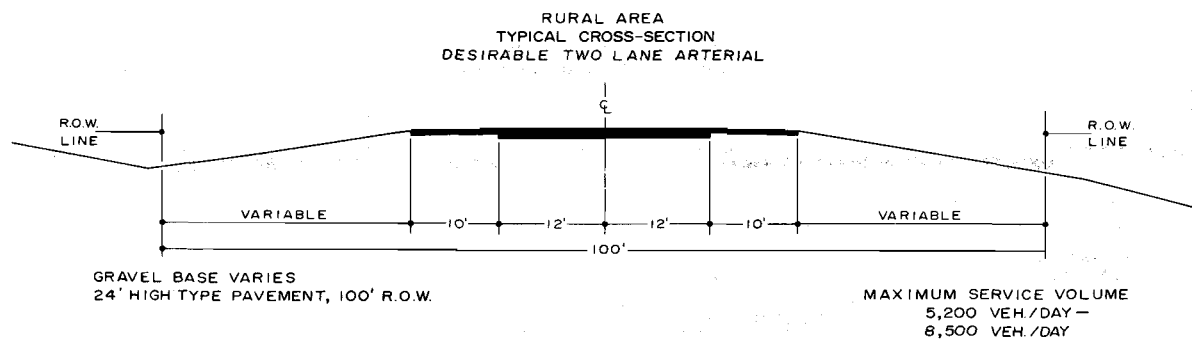 RURAL AREA
TYPICAL CROSS-SECTION
DESIRABLE TWO LANE ARTERIAL
℄
R.O.W.
LINE
R.O.W.
LINE
VARIABLE
10'
12'
12'
10'
VARIABLE
100'
GRAVEL BASE VARIES
24' HIGH TYPE PAVEMENT, 100' R.O.W.
MAXIMUM SERVICE VOLUME
5,200 VEH./DAY —
8,500 VEH./DAY